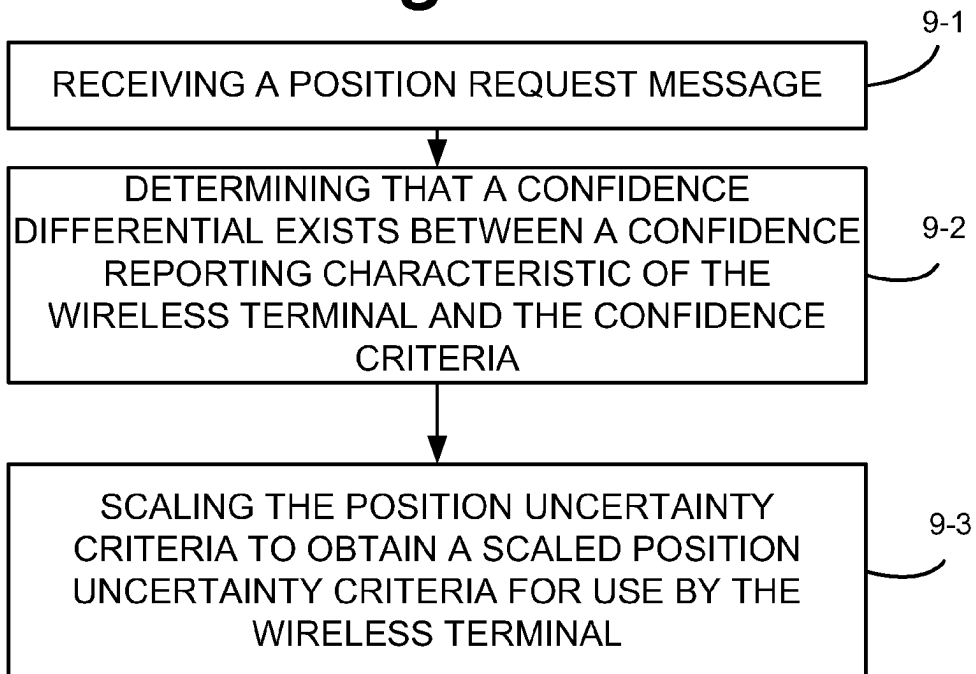 9-1
RECEIVING A POSITION REQUEST MESSAGE
DETERMINING THAT A CONFIDENCE
DIFFERENTIAL EXISTS BETWEEN A CONFIDENCE
REPORTING CHARACTERISTIC OF THE
WIRELESS TERMINAL AND THE CONFIDENCE
CRITERIA
9-2
SCALING THE POSITION UNCERTAINTY
CRITERIA TO OBTAIN A SCALED POSITION
UNCERTAINTY CRITERIA FOR USE BY THE
WIRELESS TERMINAL
9-3